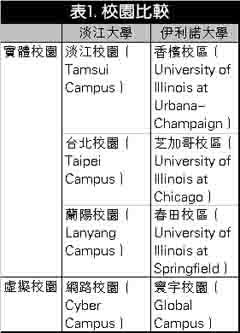 表1. 校園比較
淡江大學
伊利諾大學
實體校園
淡江校園（
Tamsui
Campus）
香檳校區（
University of
Illinois at
Urbana-
Champaign）
台北校園（
Taipei
Campus）
芝加哥校區（
University of
Illinois at
Chicago）
蘭陽校園（
Lanyang
Campus）
春田校區（
University of
Illinois at
Springfield）
虛擬校園
網路校園（
Cyber
Campus）
寰宇校園（
Global
Campus）